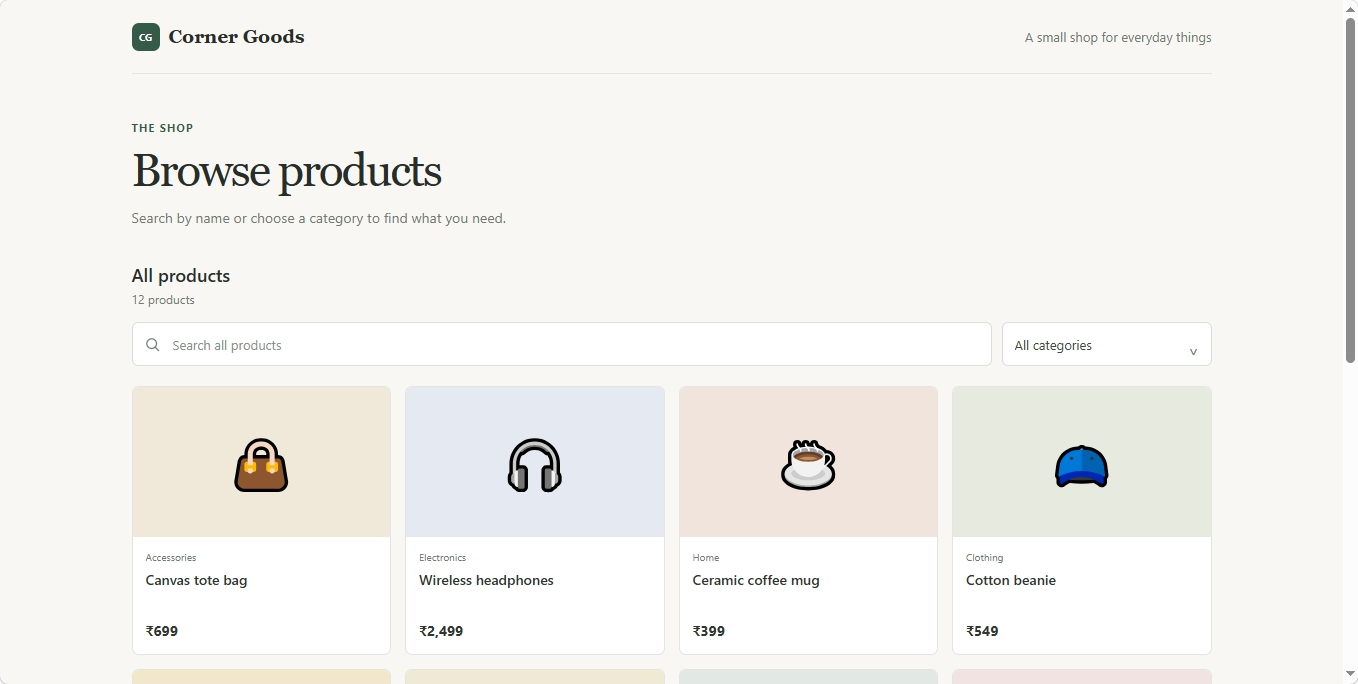 CG Corner Goods
A small shop for everyday things
THE SHOP
Browse products
Search by name or choose a category to find what you need.
All products
12 products
Search all products
All categories
Accessories
Canvas tote bag
₹699
Electronics
Wireless headphones
₹2,499
Home
Ceramic coffee mug
₹399
Clothing
Cotton beanie
₹549